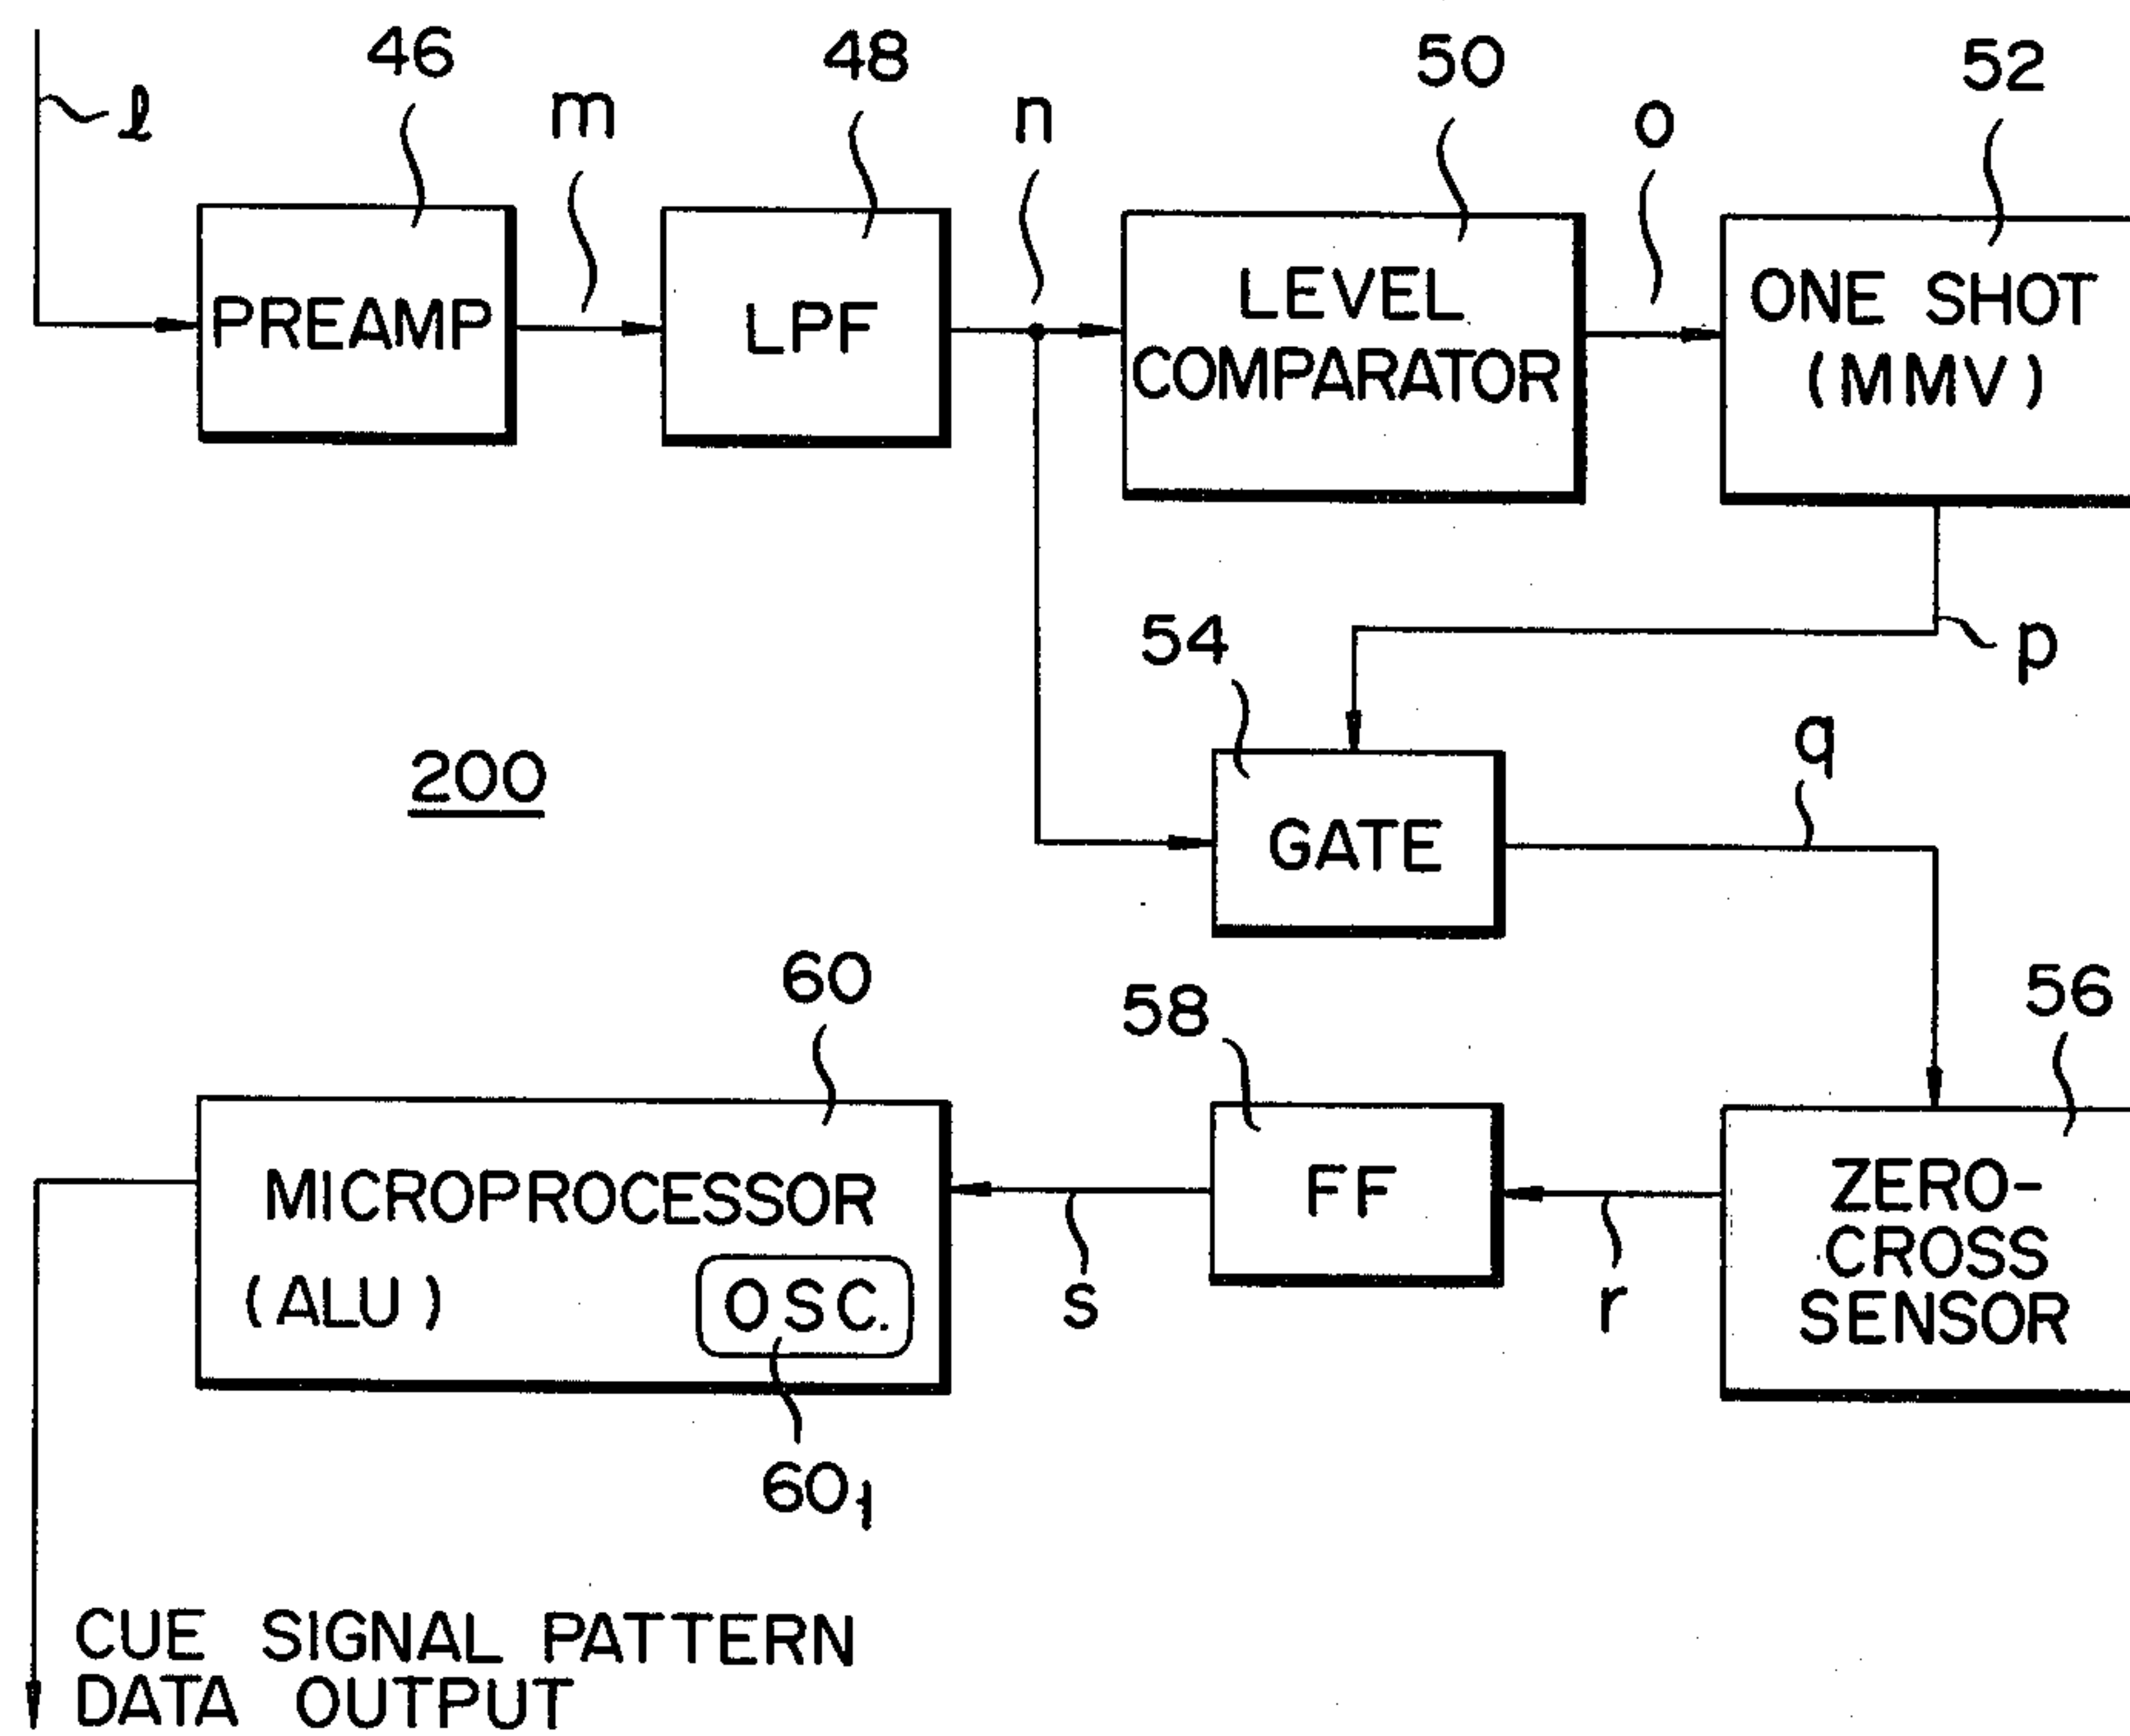 46
48
50
52
ℓ
m
n
o
PREAMP
LPF
LEVEL
COMPARATOR
ONE SHOT
(MMV)
54
p
200
q
GATE
60
58
56
MICROPROCESSOR
(ALU)
OSC.
FF
ZERO-
CROSS
SENSOR
s
r
60₁
CUE SIGNAL PATTERN
DATA OUTPUT